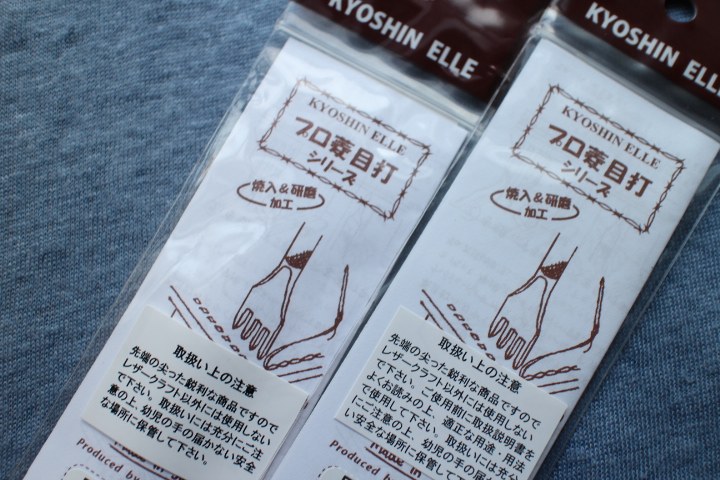 KYOSHIN ELLE
KYOSHIN ELLE
プロ菱目打
シリーズ
焼入&研磨
加工
取扱い上の注意
先端の尖った鋭利な商品ですので
レザークラフト以外には使用しない
で下さい。取扱いには充分にご注
意の上、幼児の手の届かない安全
な場所に保管して下さい。
Produced by
KYOSHIN ELLE
KYOSHIN ELLE
プロ菱目打
シリーズ
焼入&研磨
加工
取扱い上の注意
先端の尖った鋭利な商品ですので
レザークラフト以外には使用しない
で下さい。ご使用前に取扱説明書を
よくお読みの上、適正な用途・用法
で使用して下さい。取扱いには充分
にご注意の上、幼児の手の届かない
安全な場所に保管して下
Made in
Produced by